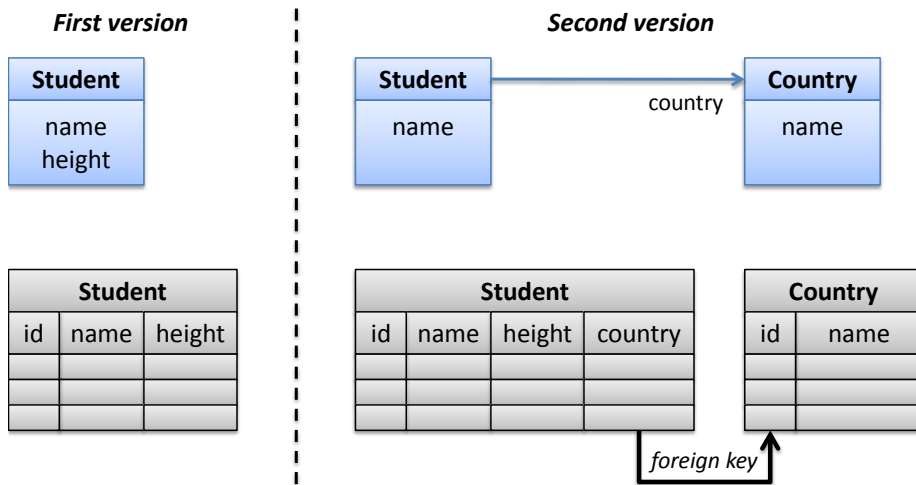 First version
Second version
Student
name
height
Student
name
country
Country
name
Student
id name height
Student
id name height country
Country
id name
foreign key